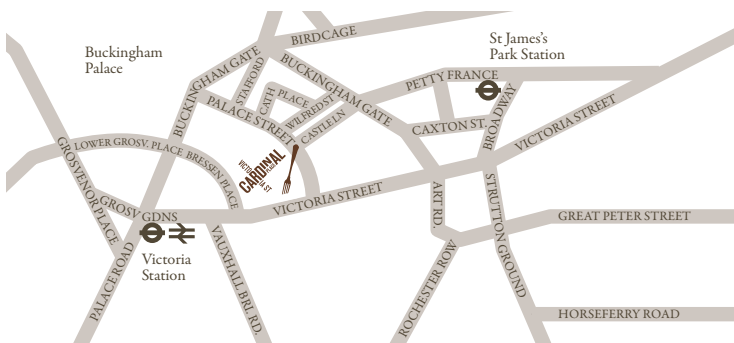 BIRDCAGE
St James's
Park Station
Buckingham
Palace
BUCKINGHAM GATE
STAFFORD
BUCKINGHAM GATE
PETTY FRANCE
CATH PLACE
WILFRED ST
CASTLE LN
PALACE STREET
CAXTON ST.
BROADWAY
VICTORIA STREET
LOWER GROSV. PLACE
BRESSEN PLACE
CARDINAL
GROSVENOR PLACE
VICTORIA STREET
ART RD.
STRUTTON GROUND
GROSV GDNS
GREAT PETER STREET
Victoria
Station
PALACE ROAD
VAUXHALL BRI. RD.
ROCHESTER ROW
HORSEFERRY ROAD